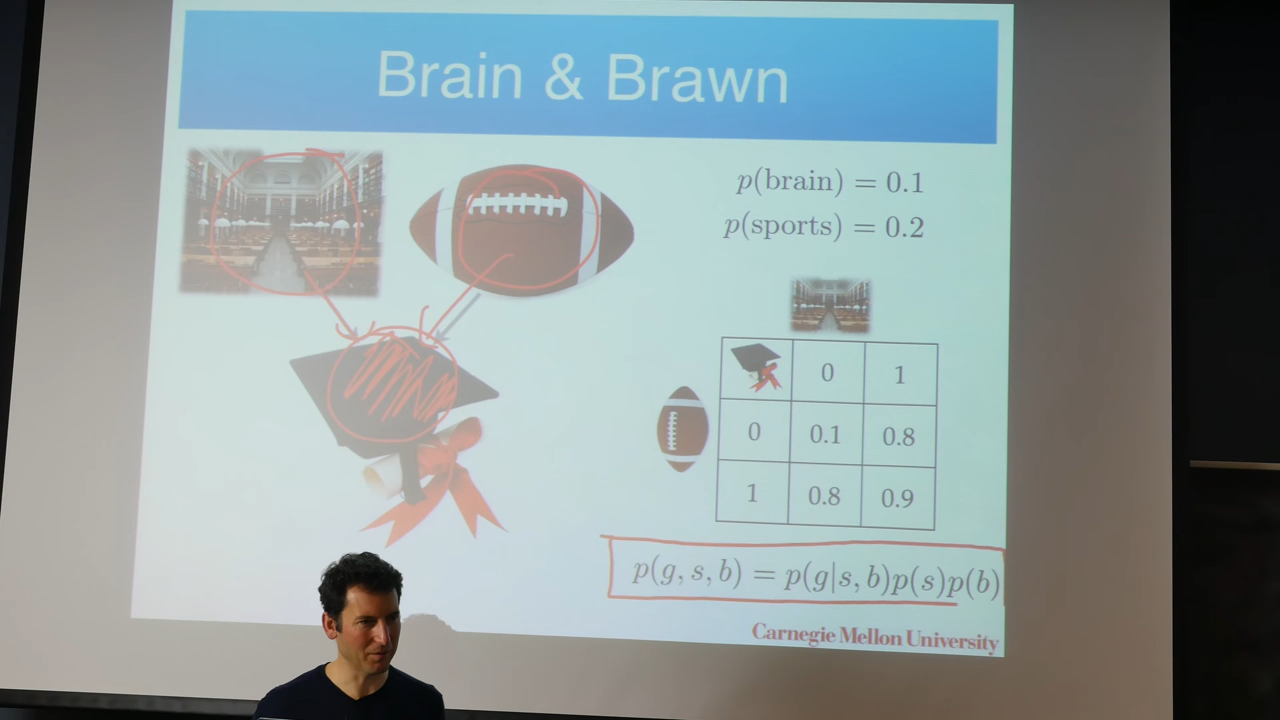 Brain & Brawn
p(brain) = 0.1
p(sports) = 0.2
0 1
0 0.1 0.8
1 0.8 0.9
p(g, s, b) = p(g|s, b)p(s)p(b)
Carnegie Mellon University